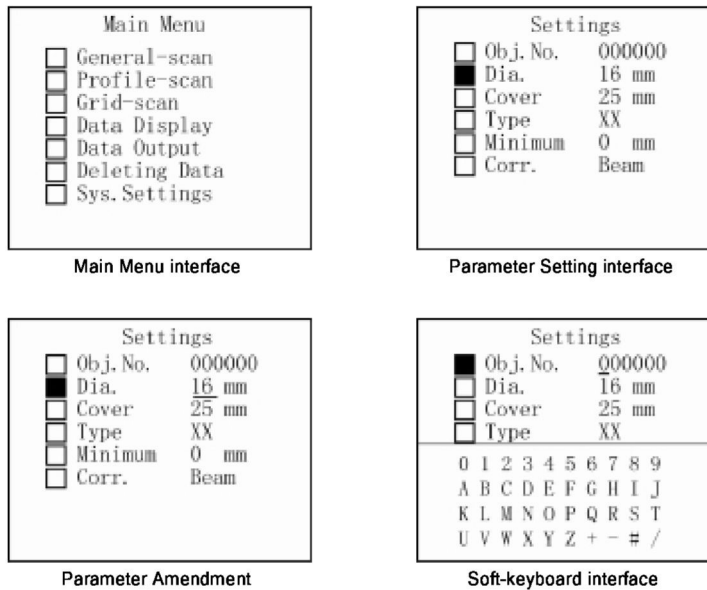 Main Menu
General-scan
Profile-scan
Grid-scan
Data Display
Data Output
Deleting Data
Sys.Settings
Main Menu interface
Settings
Obj.No. 000000
Dia. 16 mm
Cover 25 mm
Type XX
Minimum 0 mm
Corr. Beam
Parameter Setting interface
Settings
Obj.No. 000000
Dia. 16 mm
Cover 25 mm
Type XX
Minimum 0 mm
Corr. Beam
Parameter Amendment
Settings
Obj.No. 000000
Dia. 16 mm
Cover 25 mm
Type XX
0 1 2 3 4 5 6 7 8 9
A B C D E F G H I J
K L M N O P Q R S T
U V W X Y Z + - # /
Soft-keyboard interface